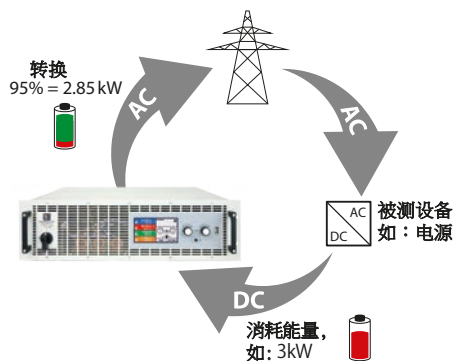 转换
95% = 2.85 kW
AC
AC
AC
DC
被测设备
如：电源
DC
消耗能量，
如: 3kW